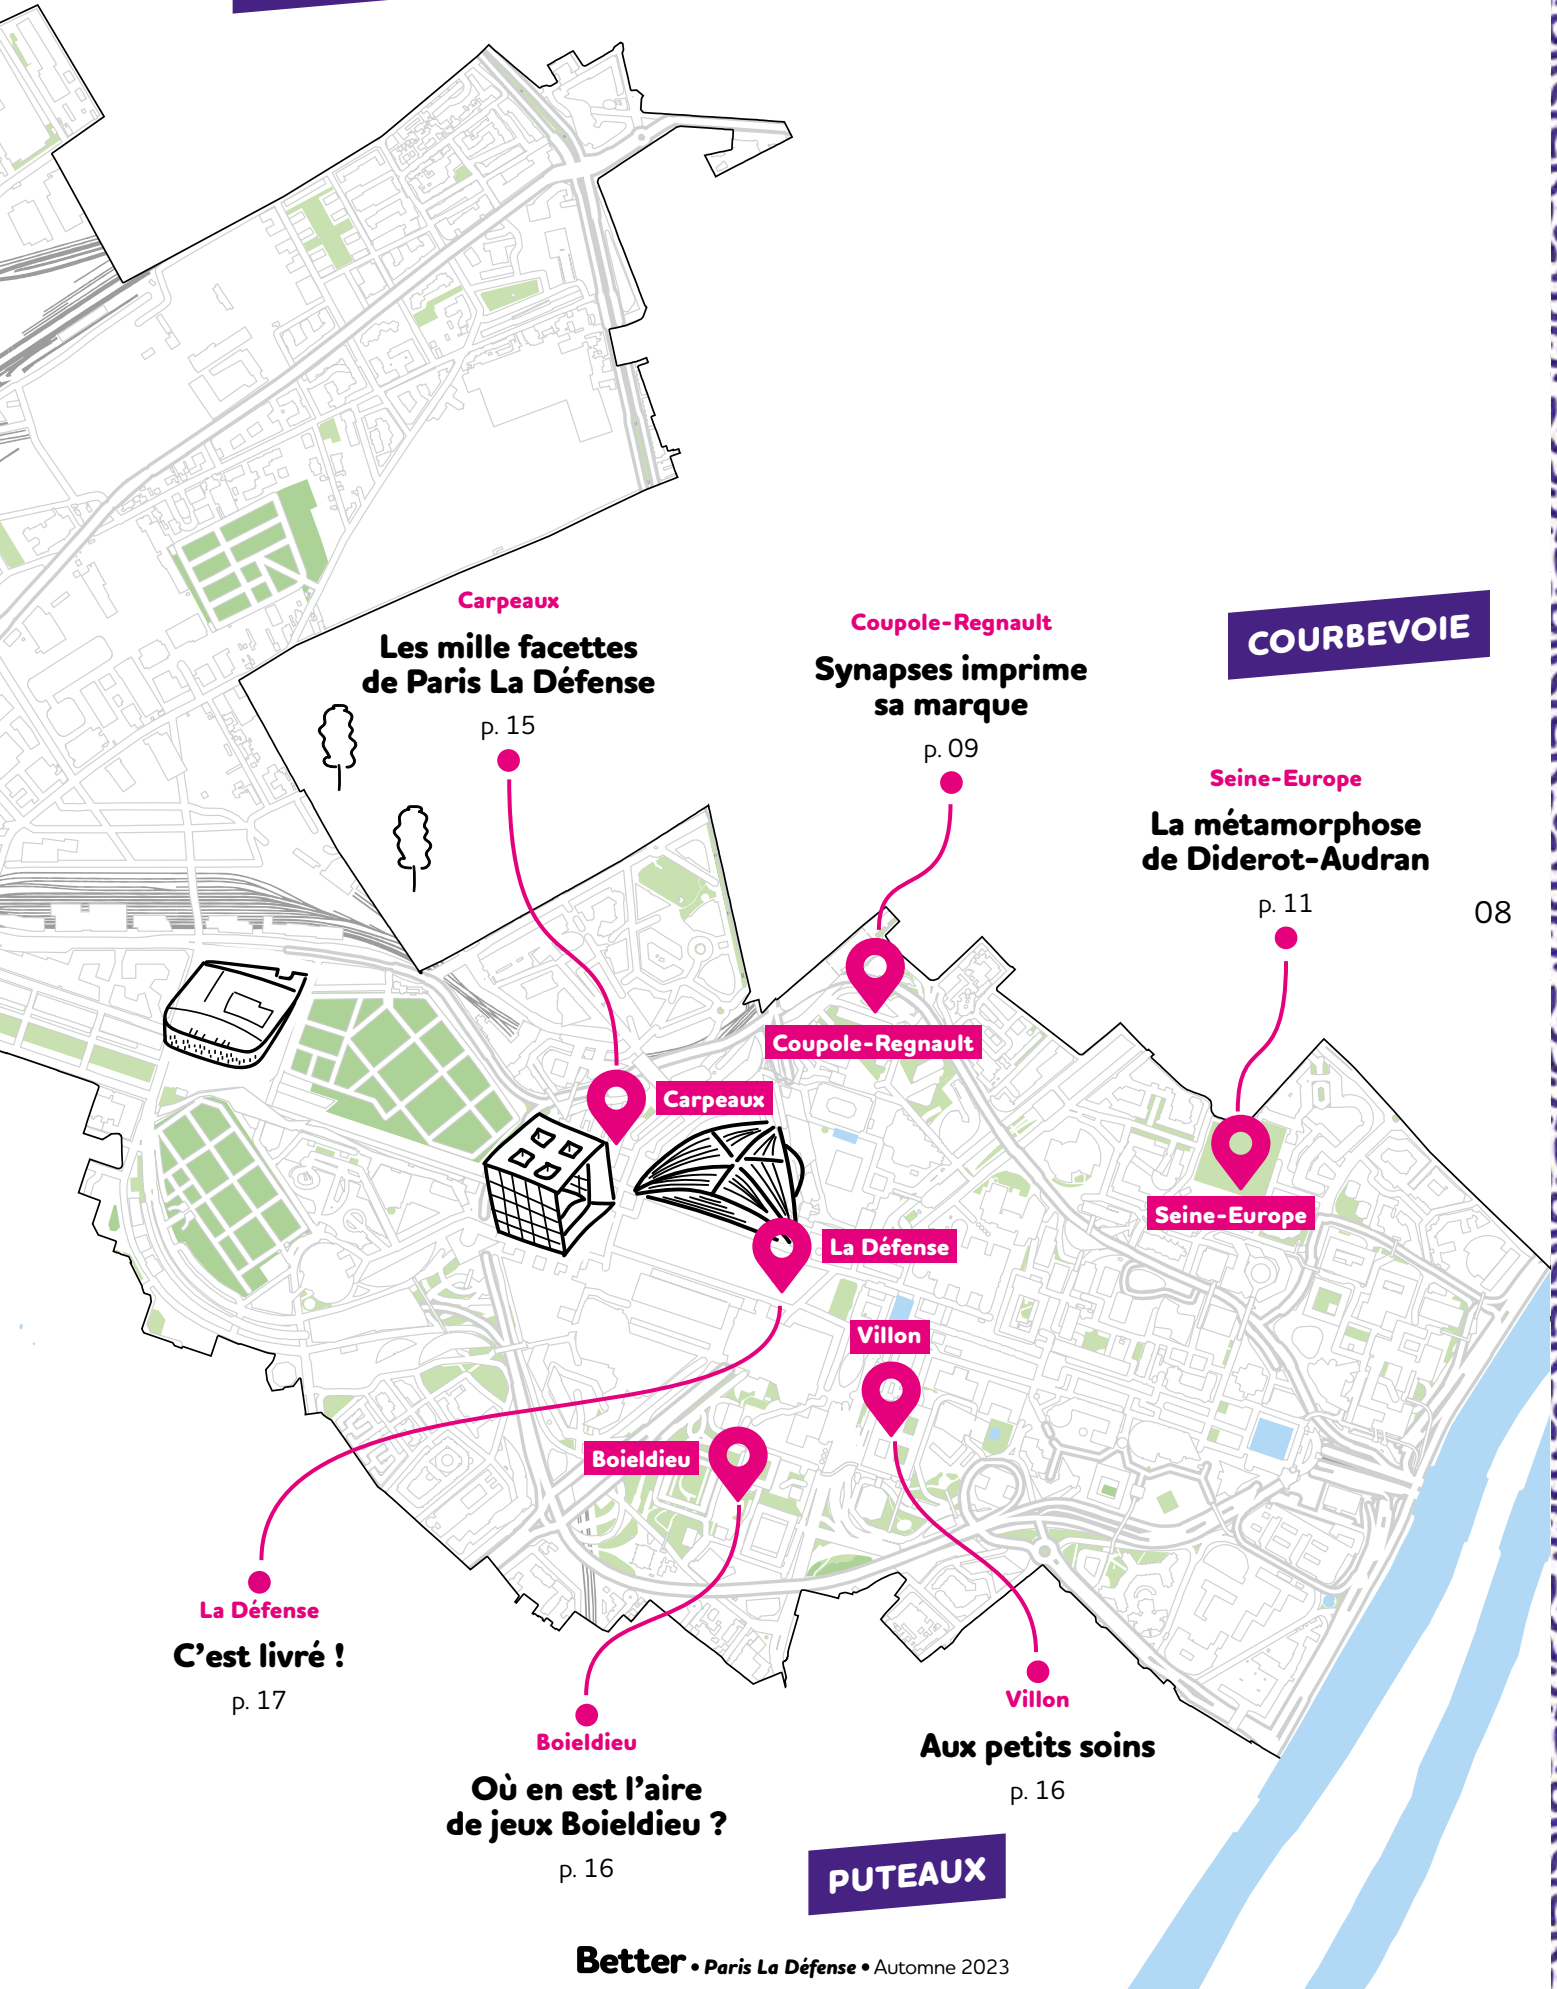 Carpeaux
Les mille facettes
de Paris La Défense
p. 15
Coupole-Regnault
Synapses imprime
sa marque
p. 09
COURBEVOIE
Seine-Europe
La métamorphose
de Diderot-Audran
p. 11
08
Coupole-Regnault
Carpeaux
Seine-Europe
La Défense
Villon
Boieldieu
La Défense
C’est livré !
p. 17
Boieldieu
Où en est l’aire
de jeux Boieldieu ?
p. 16
Villon
Aux petits soins
p. 16
PUTEAUX
Better • Paris La Défense • Automne 2023